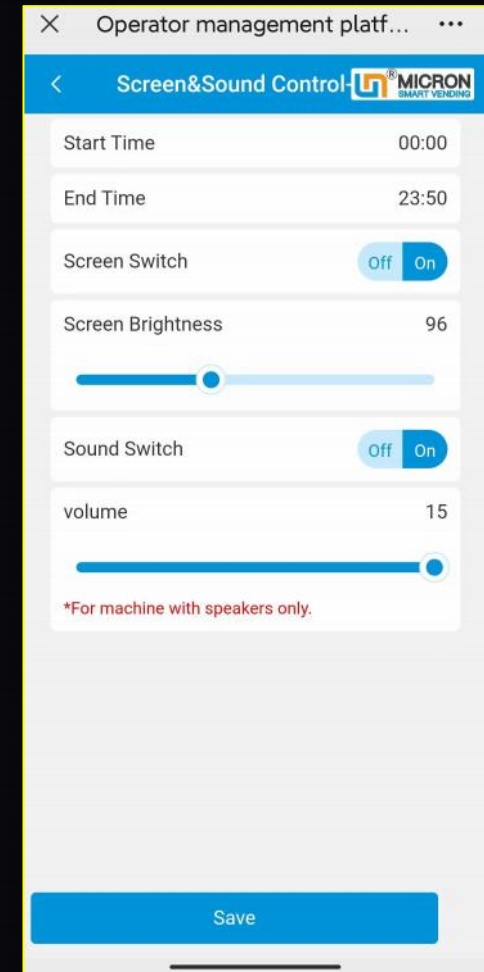 Operator management platf...
Screen&Sound Control-
MICRON
SMART VENDING
Start Time 00:00
End Time 23:50
Screen Switch Off On
Screen Brightness 96
Sound Switch Off On
volume 15
*For machine with speakers only.
Save